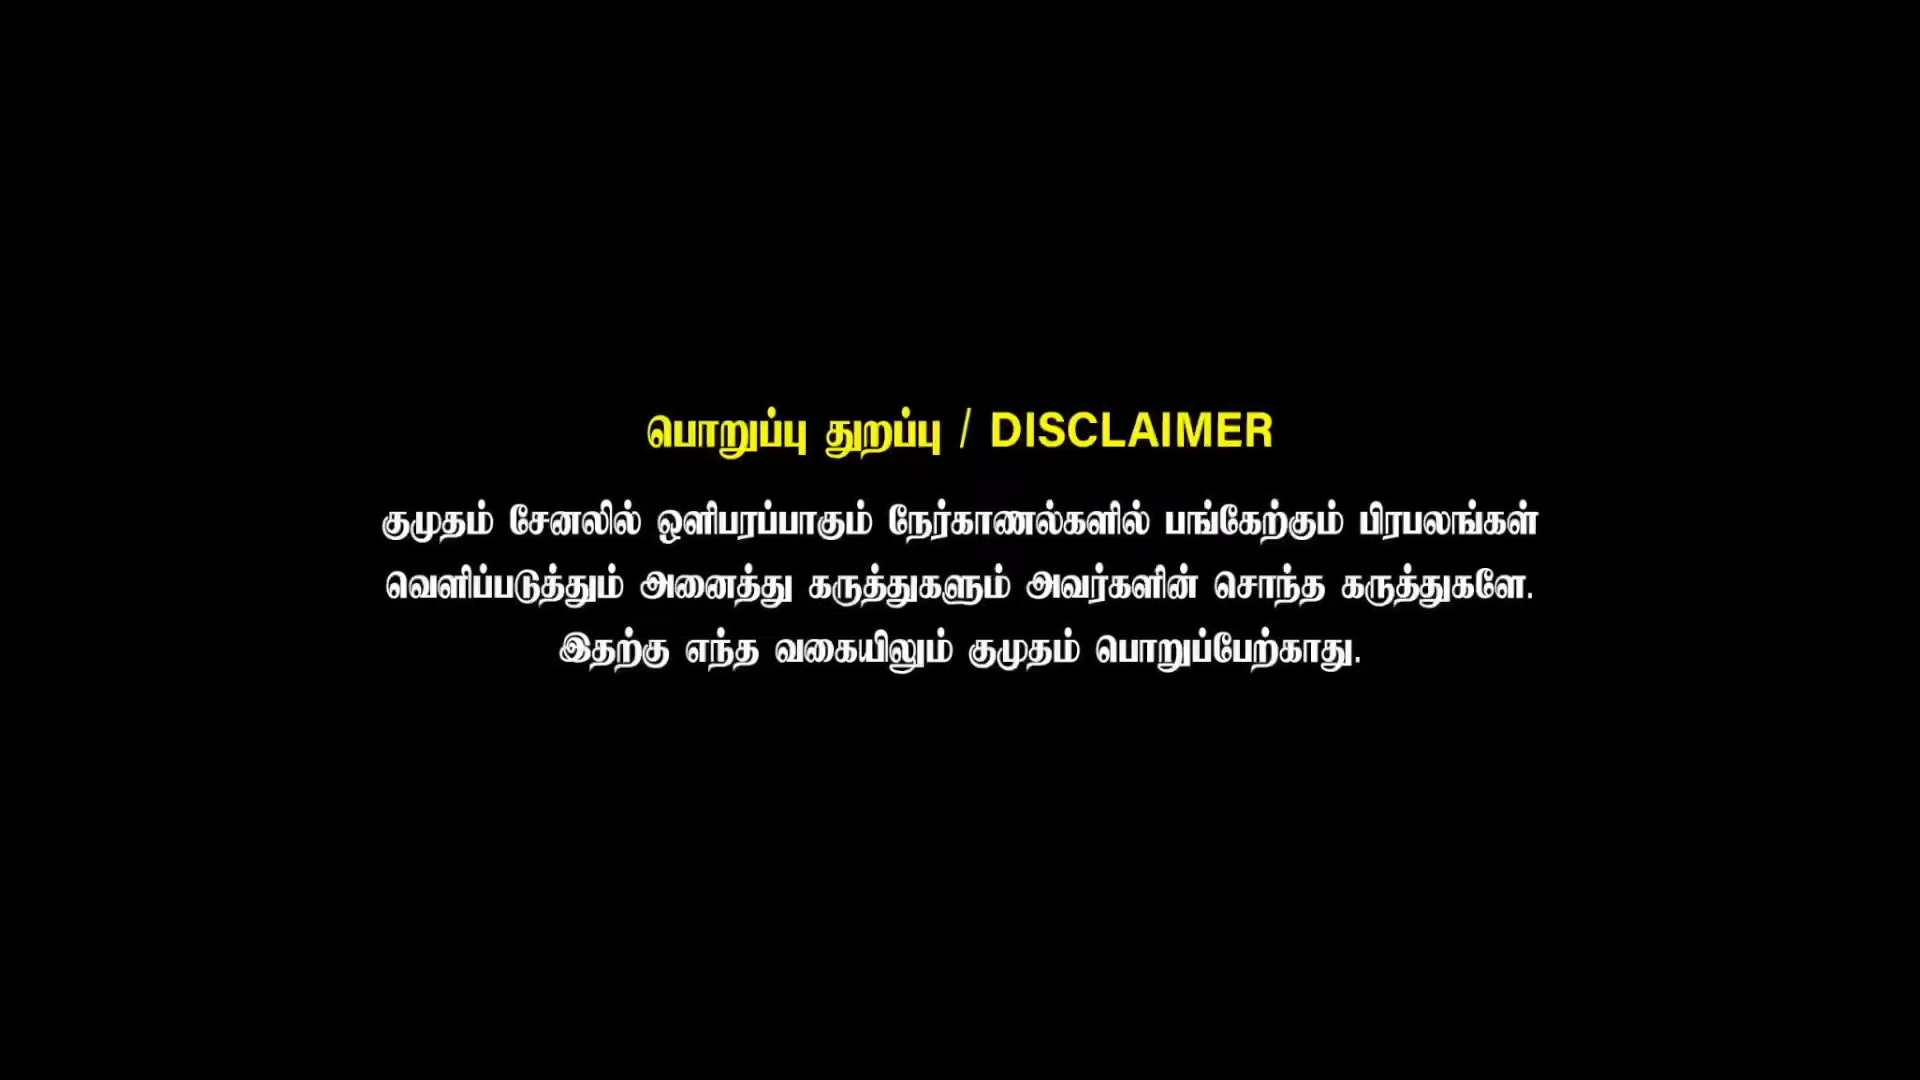 பொறுப்பு துறப்பு / DISCLAIMER
குமுதம் சேனலில் ஒளிபரப்பாகும் நேர்காணல்களில் பங்கேற்கும் பிரபலங்கள்
வெளிப்படுத்தும் அனைத்து கருத்துகளும் அவர்களின் சொந்த கருத்துகளே.
இதற்கு எந்த வகையிலும் குமுதம் பொறுப்பேற்காது.